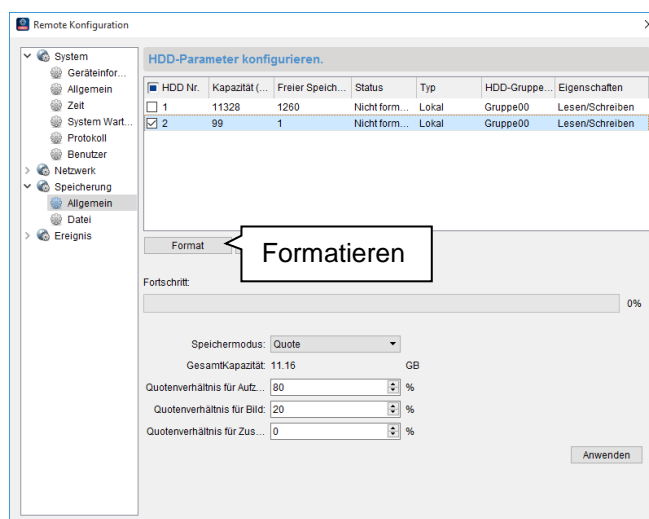 Remote Konfiguration
System
Geräteinfor...
Allgemein
Zeit
System Wart...
Protokoll
Benutzer
Netzwerk
Speicherung
Allgemein
Datei
Ereignis
HDD-Parameter konfigurieren.
HDD Nr. Kapazität (... Freier Speich... Status Typ HDD-Gruppe... Eigenschaften
1 11328 1260 Nicht form... Lokal Gruppe00 Lesen/Schreiben
2 99 1 Nicht form... Lokal Gruppe00 Lesen/Schreiben
Format
Formatieren
Fortschritt:
0%
Speichermodus: Quote
GesamtKapazität: 11.16 GB
Quotenverhältnis für Aufz... 80 %
Quotenverhältnis für Bild: 20 %
Quotenverhältnis für Zus... 0 %
Anwenden